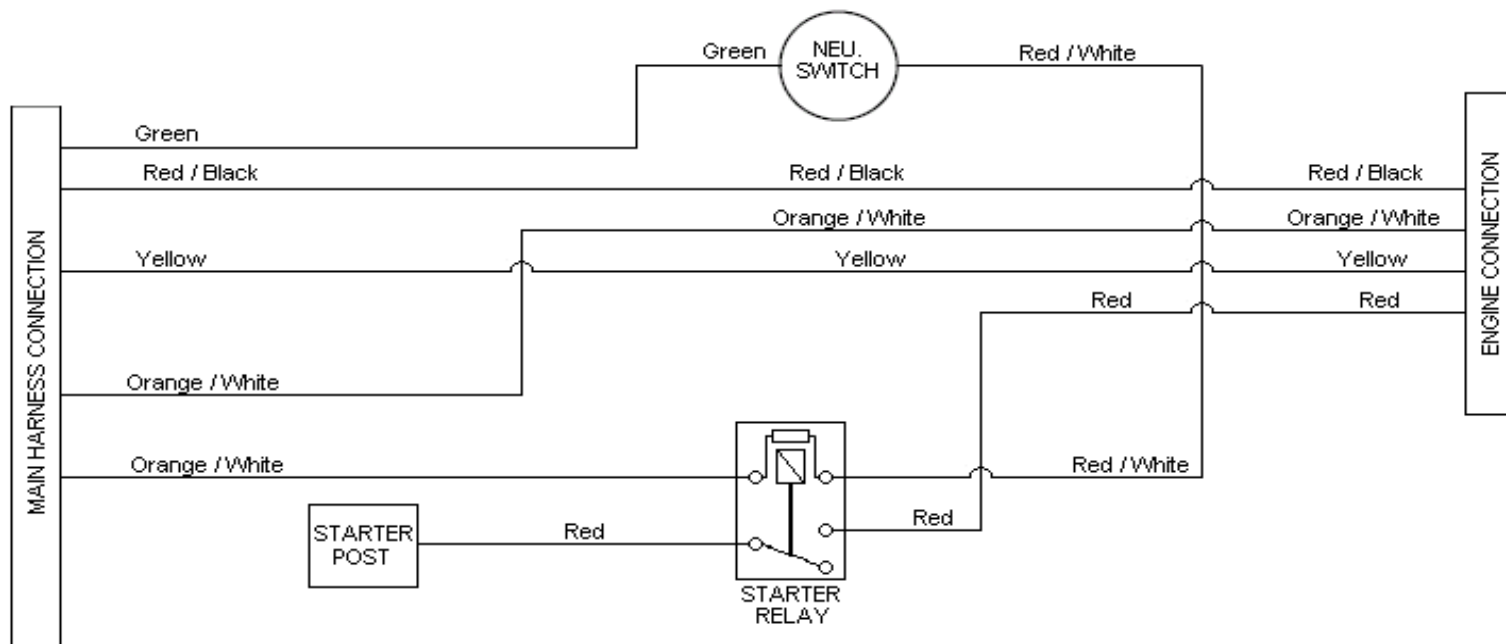 Green
NEU.
SWITCH
Red / White
Green
Red / Black
Red / Black
Red / Black
Orange / White
Orange / White
Yellow
Yellow
Yellow
Red
Red
MAIN HARNESS CONNECTION
ENGINE CONNECTION
Orange / White
Orange / White
Red / White
STARTER
POST
Red
Red
STARTER
RELAY